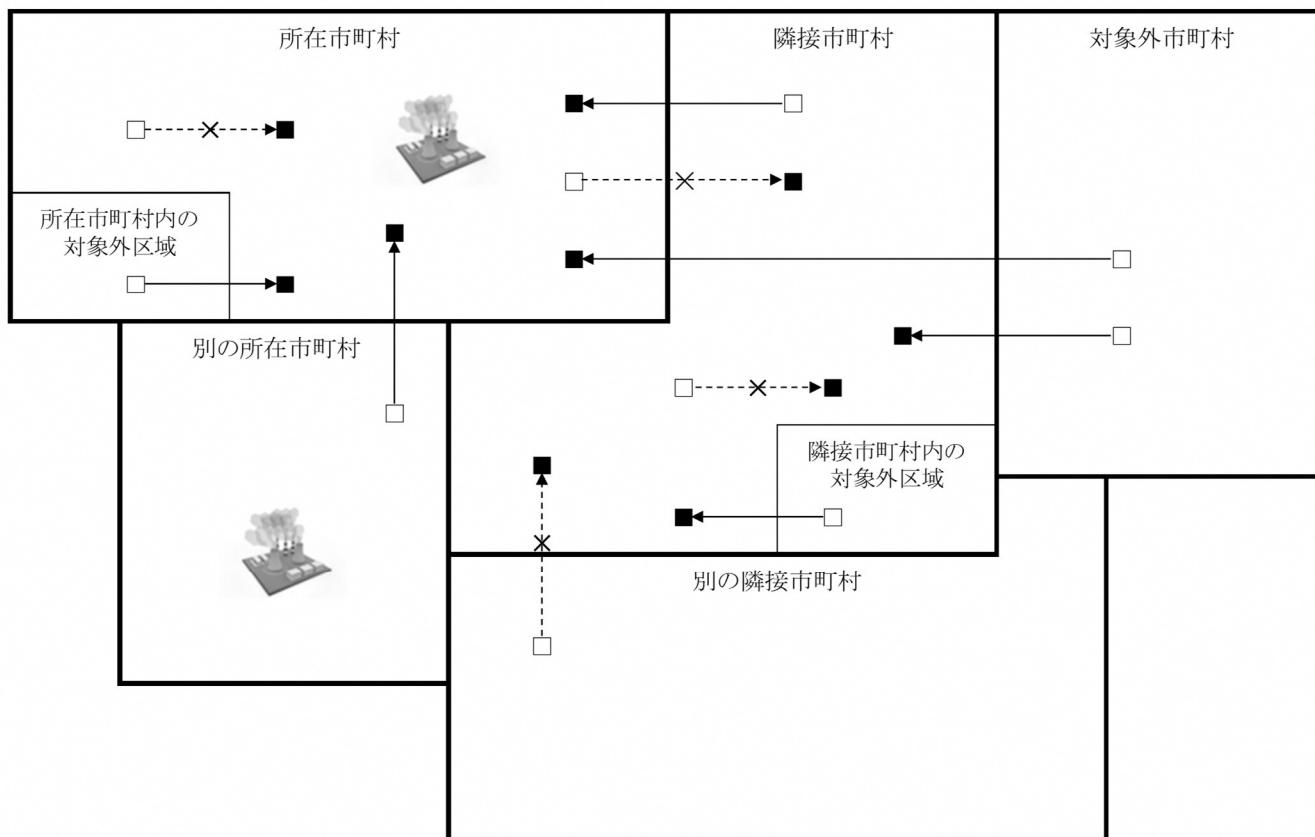 所在市町村
隣接市町村
対象外市町村
所在市町村内の
対象外区域
別の所在市町村
隣接市町村内の
対象外区域
別の隣接市町村